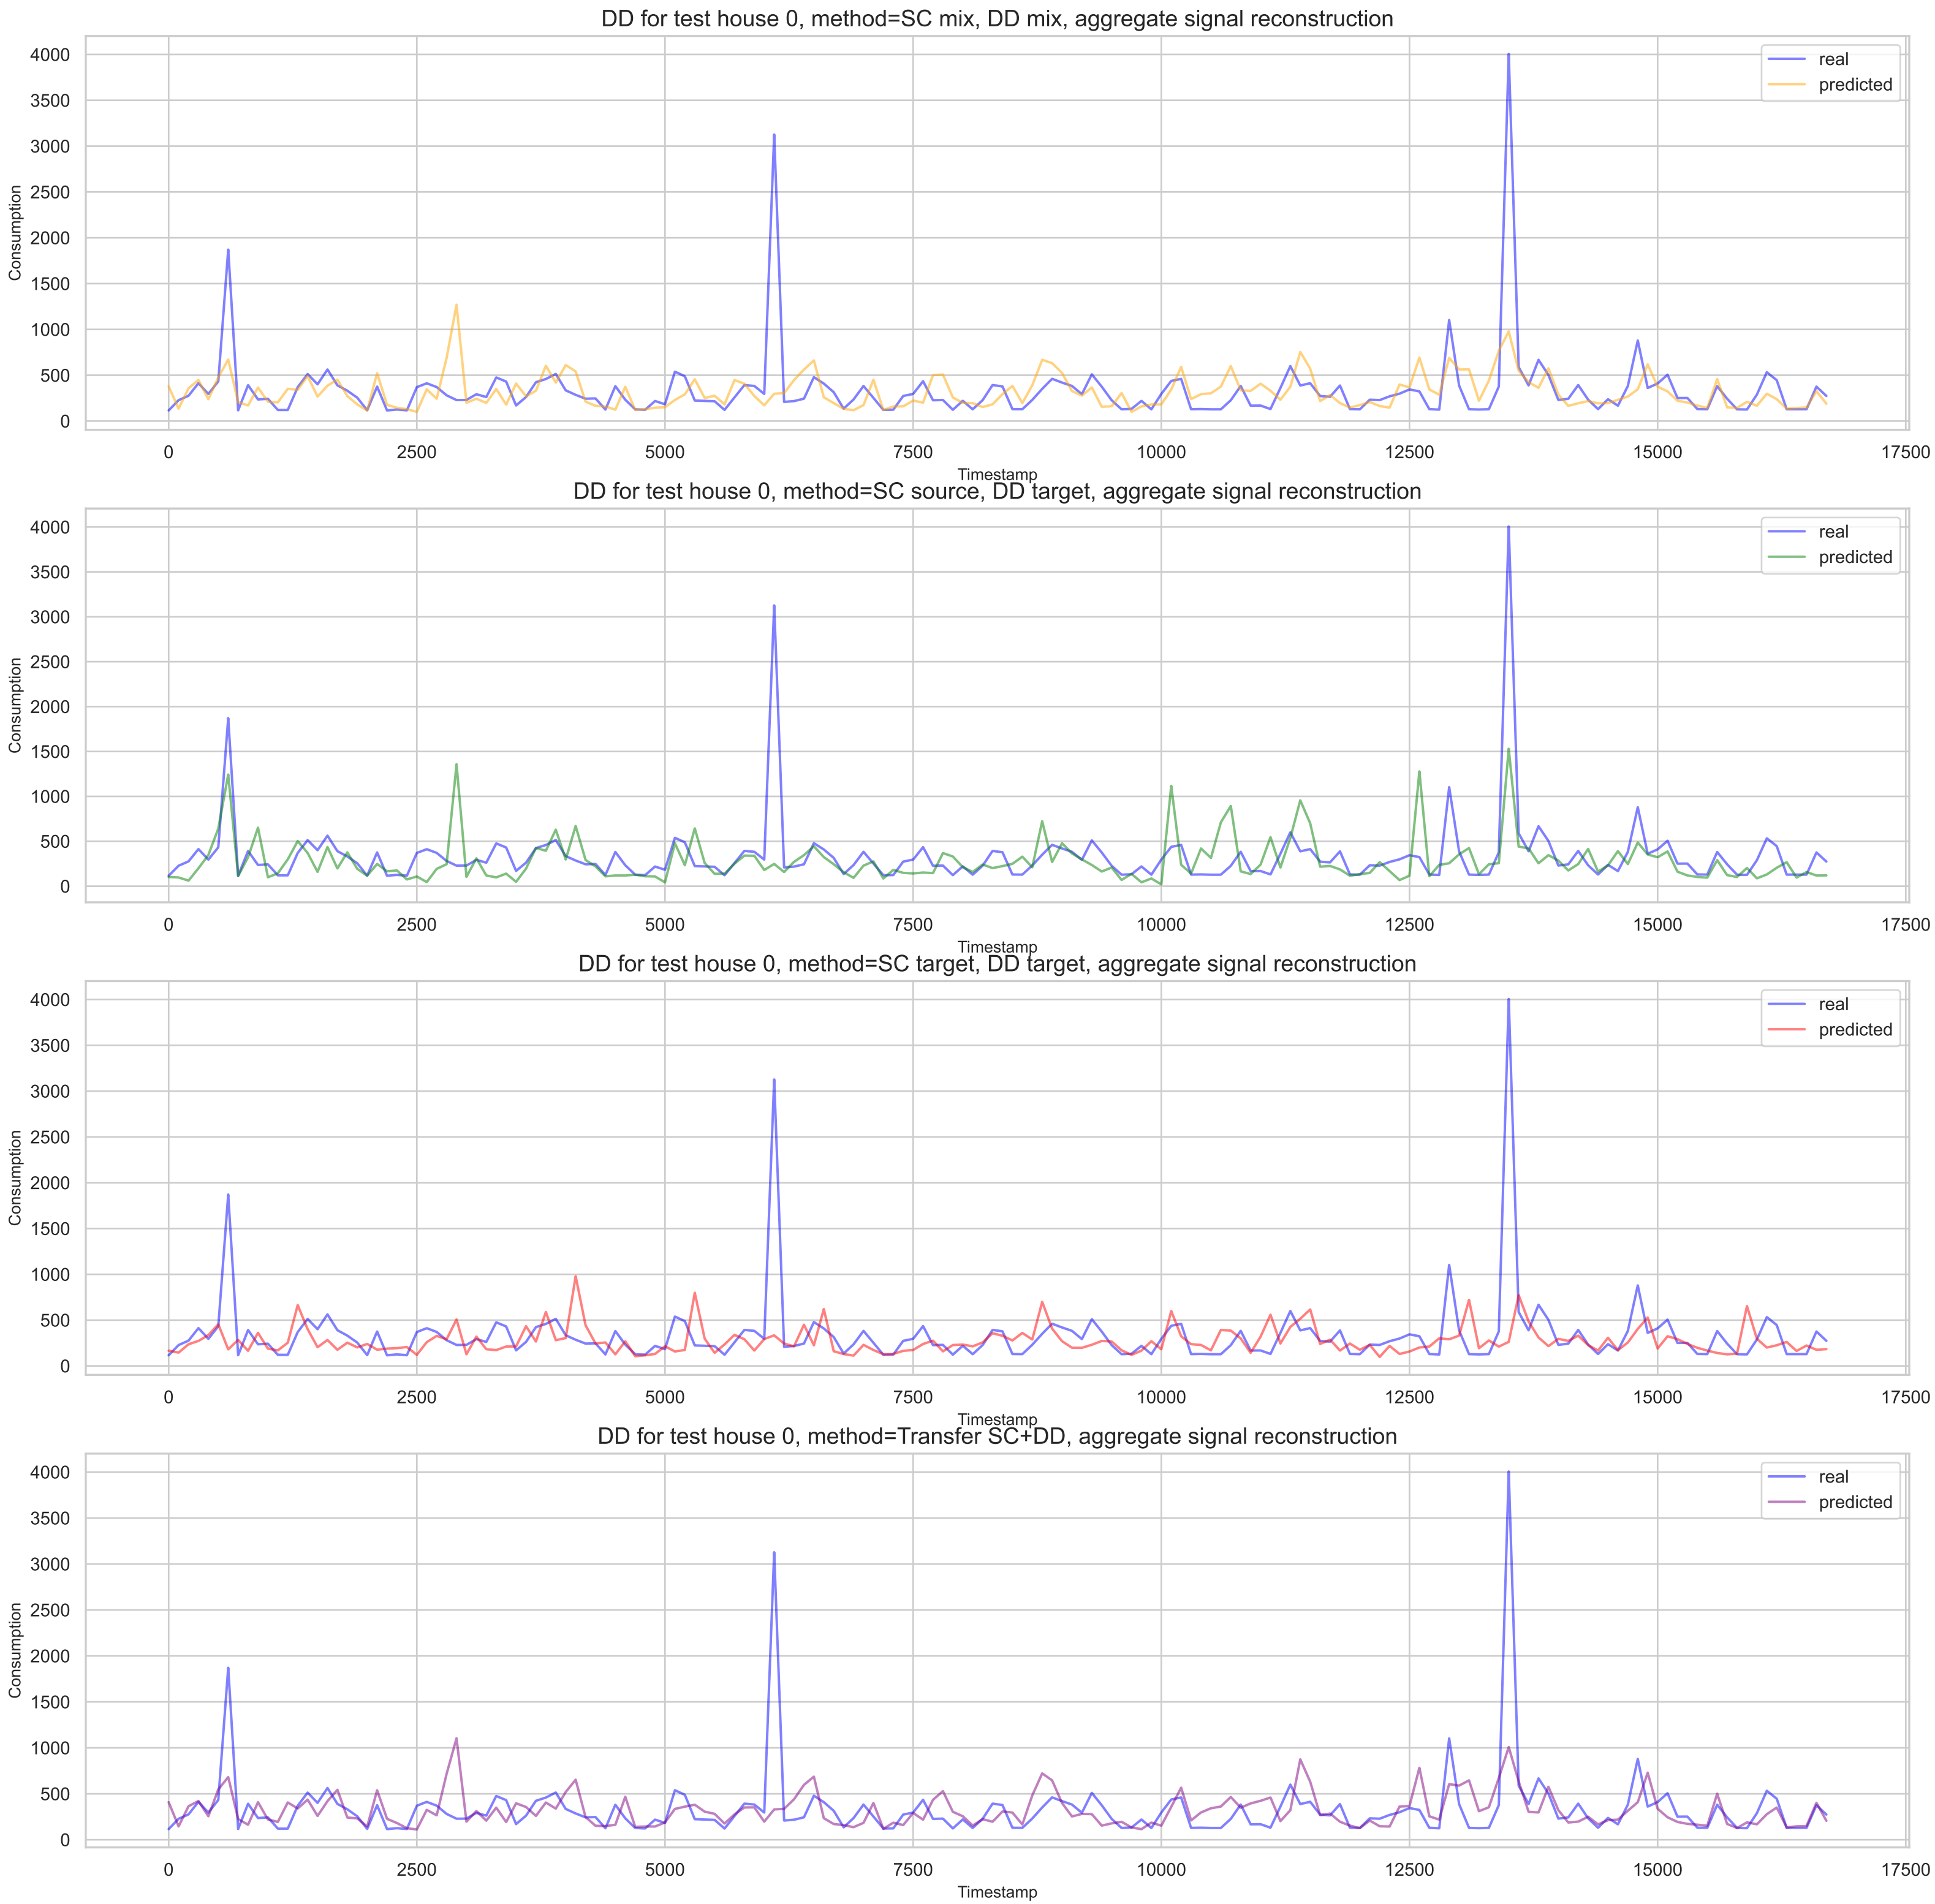 DD for test house 0, method=SC mix, DD mix, aggregate signal reconstruction
4000
3500
3000
2500
2000
1500
1000
500
0
Consumption
real
predicted
0 2500 5000 7500 10000 12500 15000 17500
Timestamp
DD for test house 0, method=SC source, DD target, aggregate signal reconstruction
4000
3500
3000
2500
2000
1500
1000
500
0
Consumption
real
predicted
0 2500 5000 7500 10000 12500 15000 17500
Timestamp
DD for test house 0, method=SC target, DD target, aggregate signal reconstruction
4000
3500
3000
2500
2000
1500
1000
500
0
Consumption
real
predicted
0 2500 5000 7500 10000 12500 15000 17500
Timestamp
DD for test house 0, method=Transfer SC+DD, aggregate signal reconstruction
4000
3500
3000
2500
2000
1500
1000
500
0
Consumption
real
predicted
0 2500 5000 7500 10000 12500 15000 17500
Timestamp